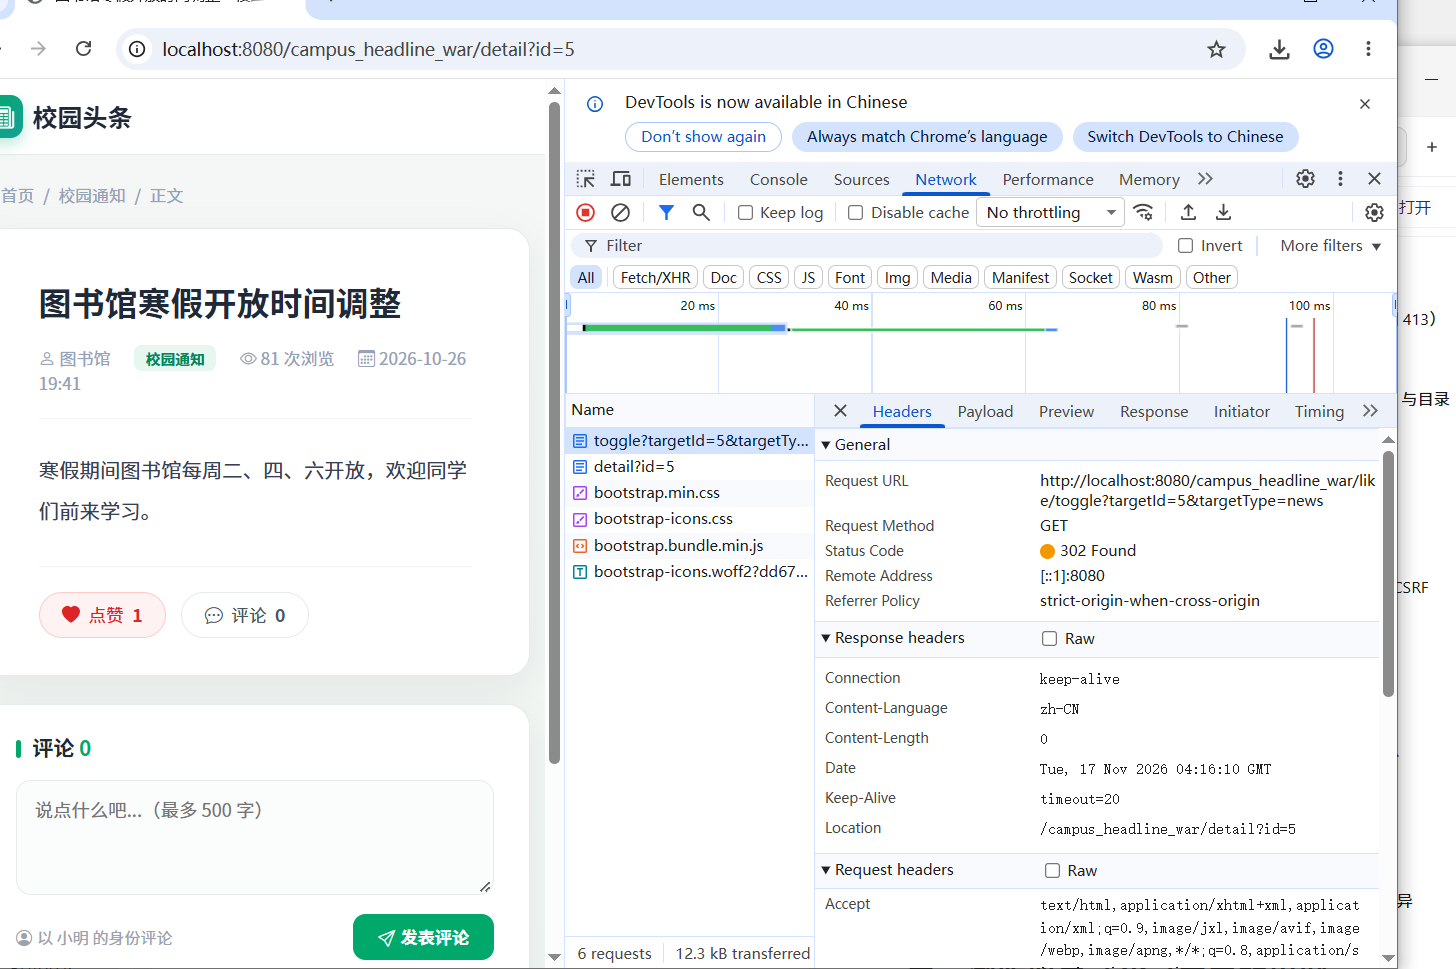 localhost:8080/campus_headline_war/detail?id=5
校园头条
首页 / 校园通知 / 正文
图书馆寒假开放时间调整
图书馆 校园通知 81 次浏览 2026-10-26
19:41
寒假期间图书馆每周二、四、六开放，欢迎同学
们前来学习。
点赞 1 评论 0
评论 0
说点什么吧...（最多 500 字）
以 小明 的身份评论 发表评论
DevTools is now available in Chinese
Don't show again Always match Chrome's language Switch DevTools to Chinese
Elements Console Sources Network Performance Memory
Keep log Disable cache No throttling
Filter Invert More filters
All Fetch/XHR Doc CSS JS Font Img Media Manifest Socket Wasm Other
20 ms 40 ms 60 ms 80 ms 100 ms
Name
toggle?targetId=5&targetTy...
detail?id=5
bootstrap.min.css
bootstrap-icons.css
bootstrap.bundle.min.js
bootstrap-icons.woff2?dd67...
6 requests 12.3 kB transferred
Headers Payload Preview Response Initiator Timing
General
Request URL http://localhost:8080/campus_headline_war/lik
e/toggle?targetId=5&targetType=news
Request Method GET
Status Code 302 Found
Remote Address [::1]:8080
Referrer Policy strict-origin-when-cross-origin
Response headers Raw
Connection keep-alive
Content-Language zh-CN
Content-Length 0
Date Tue, 17 Nov 2026 04:16:10 GMT
Keep-Alive timeout=20
Location /campus_headline_war/detail?id=5
Request headers Raw
Accept text/html,application/xhtml+xml,applicat
ion/xml;q=0.9,image/jxl,image/avif,image
/webp,image/apng,*/*;q=0.8,application/s
打开
413）
与目录
CSRF
异